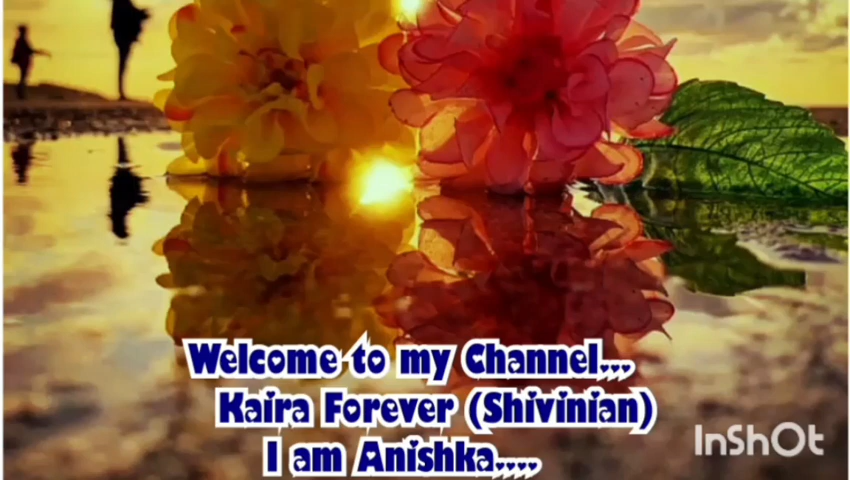 Welcome to my Channel,,,
Kaira Forever (Shivinian)
I am Anishka,,,,
InShOt